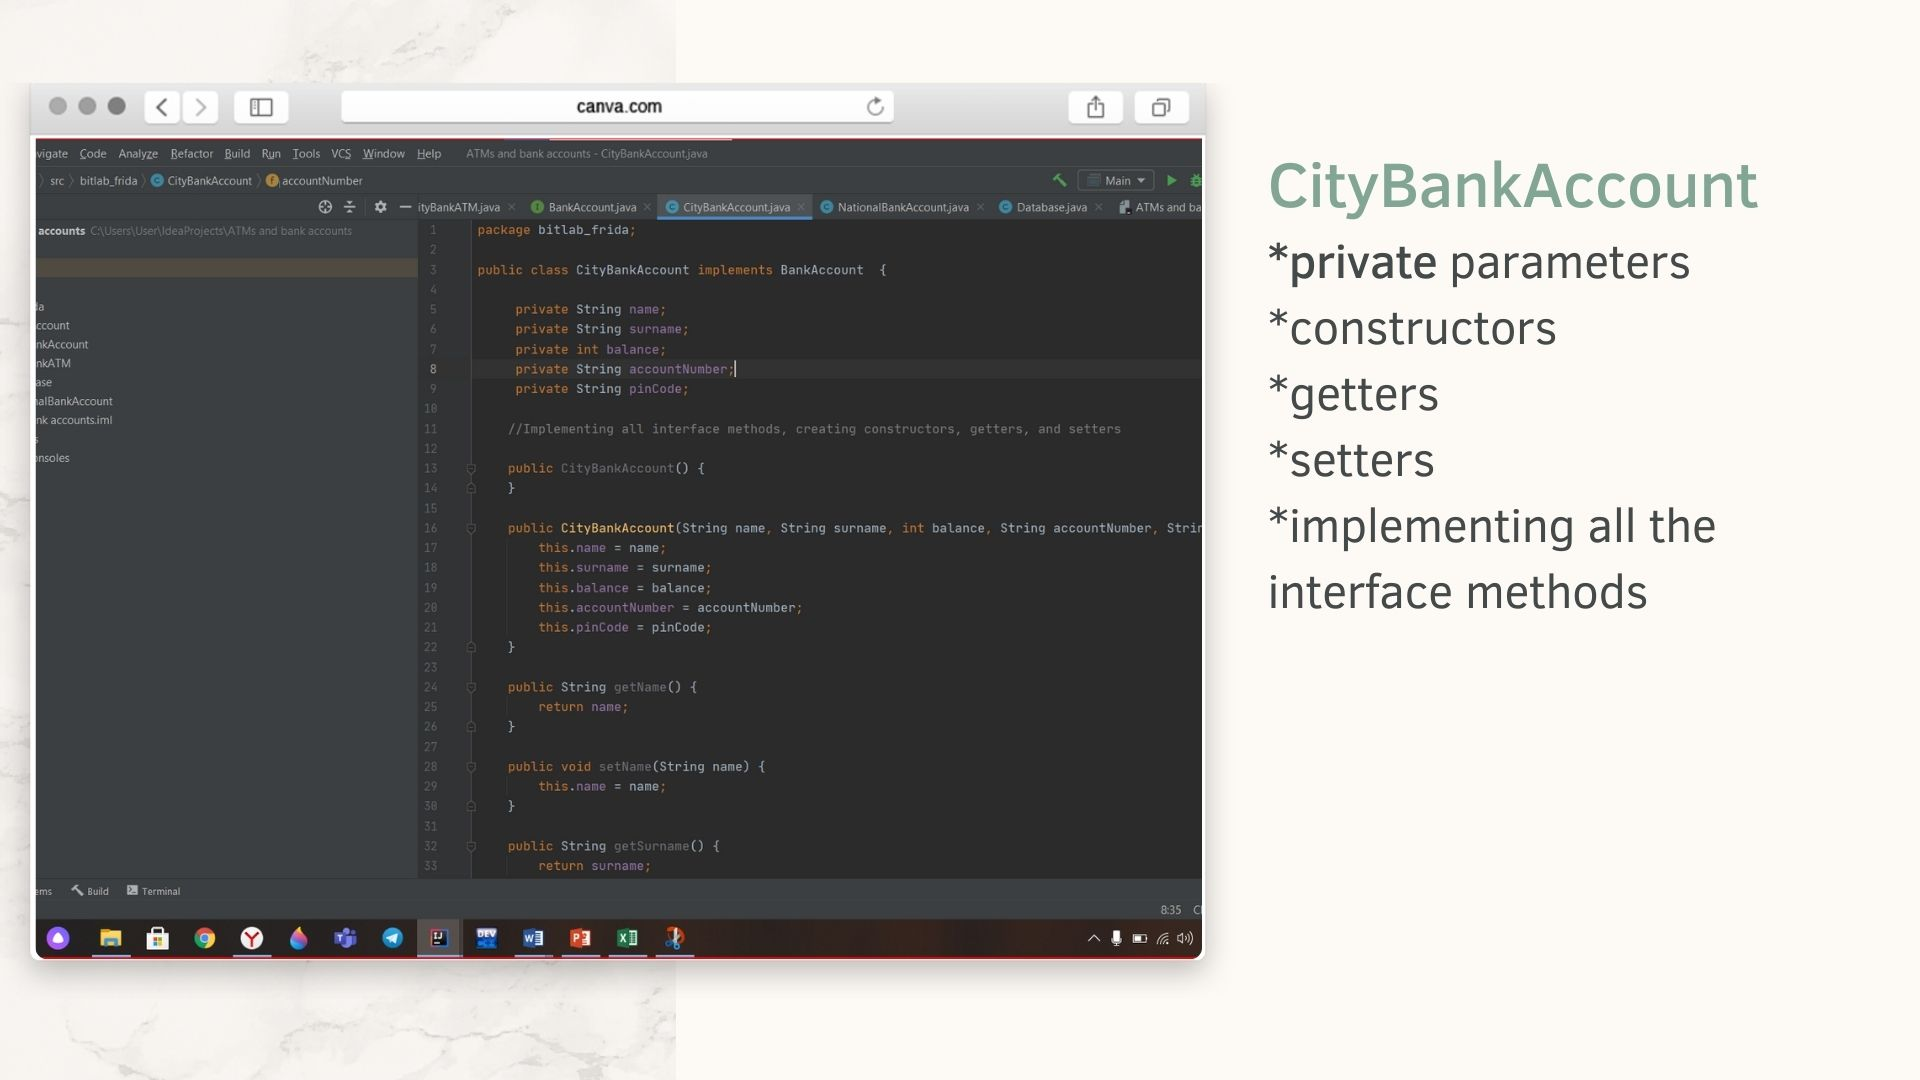 canva.com
Code Analyze Refactor Build Run Tools VCS Window Help ATMs and bank accounts - CityBankAccount.java
src bitlab_frida CityBankAccount accountNumber Main
ityBankATM.java BankAccount.java CityBankAccount.java NationalBankAccount.java Database.java ATMs and ba
accounts C:\Users\User\IdeaProjects\ATMs and bank accounts
ccount
nkAccount
nkATM
ase
nalBankAccount
nk accounts.iml
s
onsoles
1 package bitlab_frida;
2
3 public class CityBankAccount implements BankAccount {
4
5 private String name;
6 private String surname;
7 private int balance;
8 private String accountNumber;
9 private String pinCode;
10
11 //Implementing all interface methods, creating constructors, getters, and setters
12
13 public CityBankAccount() {
14 }
15
16 public CityBankAccount(String name, String surname, int balance, String accountNumber, Strin
17 this.name = name;
18 this.surname = surname;
19 this.balance = balance;
20 this.accountNumber = accountNumber;
21 this.pinCode = pinCode;
22 }
23
24 public String getName() {
25 return name;
26 }
27
28 public void setName(String name) {
29 this.name = name;
30 }
31
32 public String getSurname() {
33 return surname;
ems Build Terminal
8:35
DEV
CityBankAccount
*private parameters
*constructors
*getters
*setters
*implementing all the
interface methods